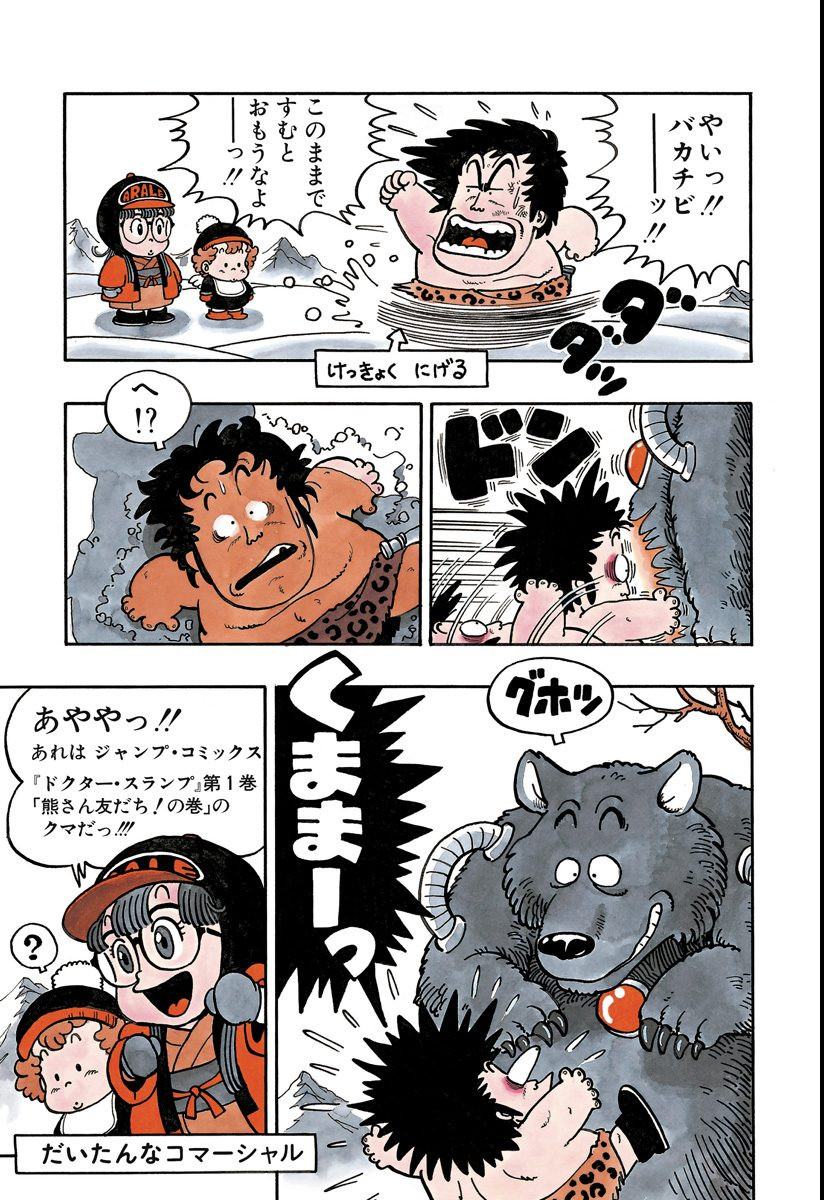 やいっ!!
バカチビ
――ッ!!
このままで
すむと
おもうなよ
――っ!!
ARALE
ダダ
ダッ
けっきょく にげる
ドン
へ
!?
グホッ
くままーっ
あややっ!!
あれは ジャンプ・コミックス
『ドクター・スランプ』第1巻
「熊さん友だち!の巻」の
クマだっ!!!
?
だいたんなコマーシャル